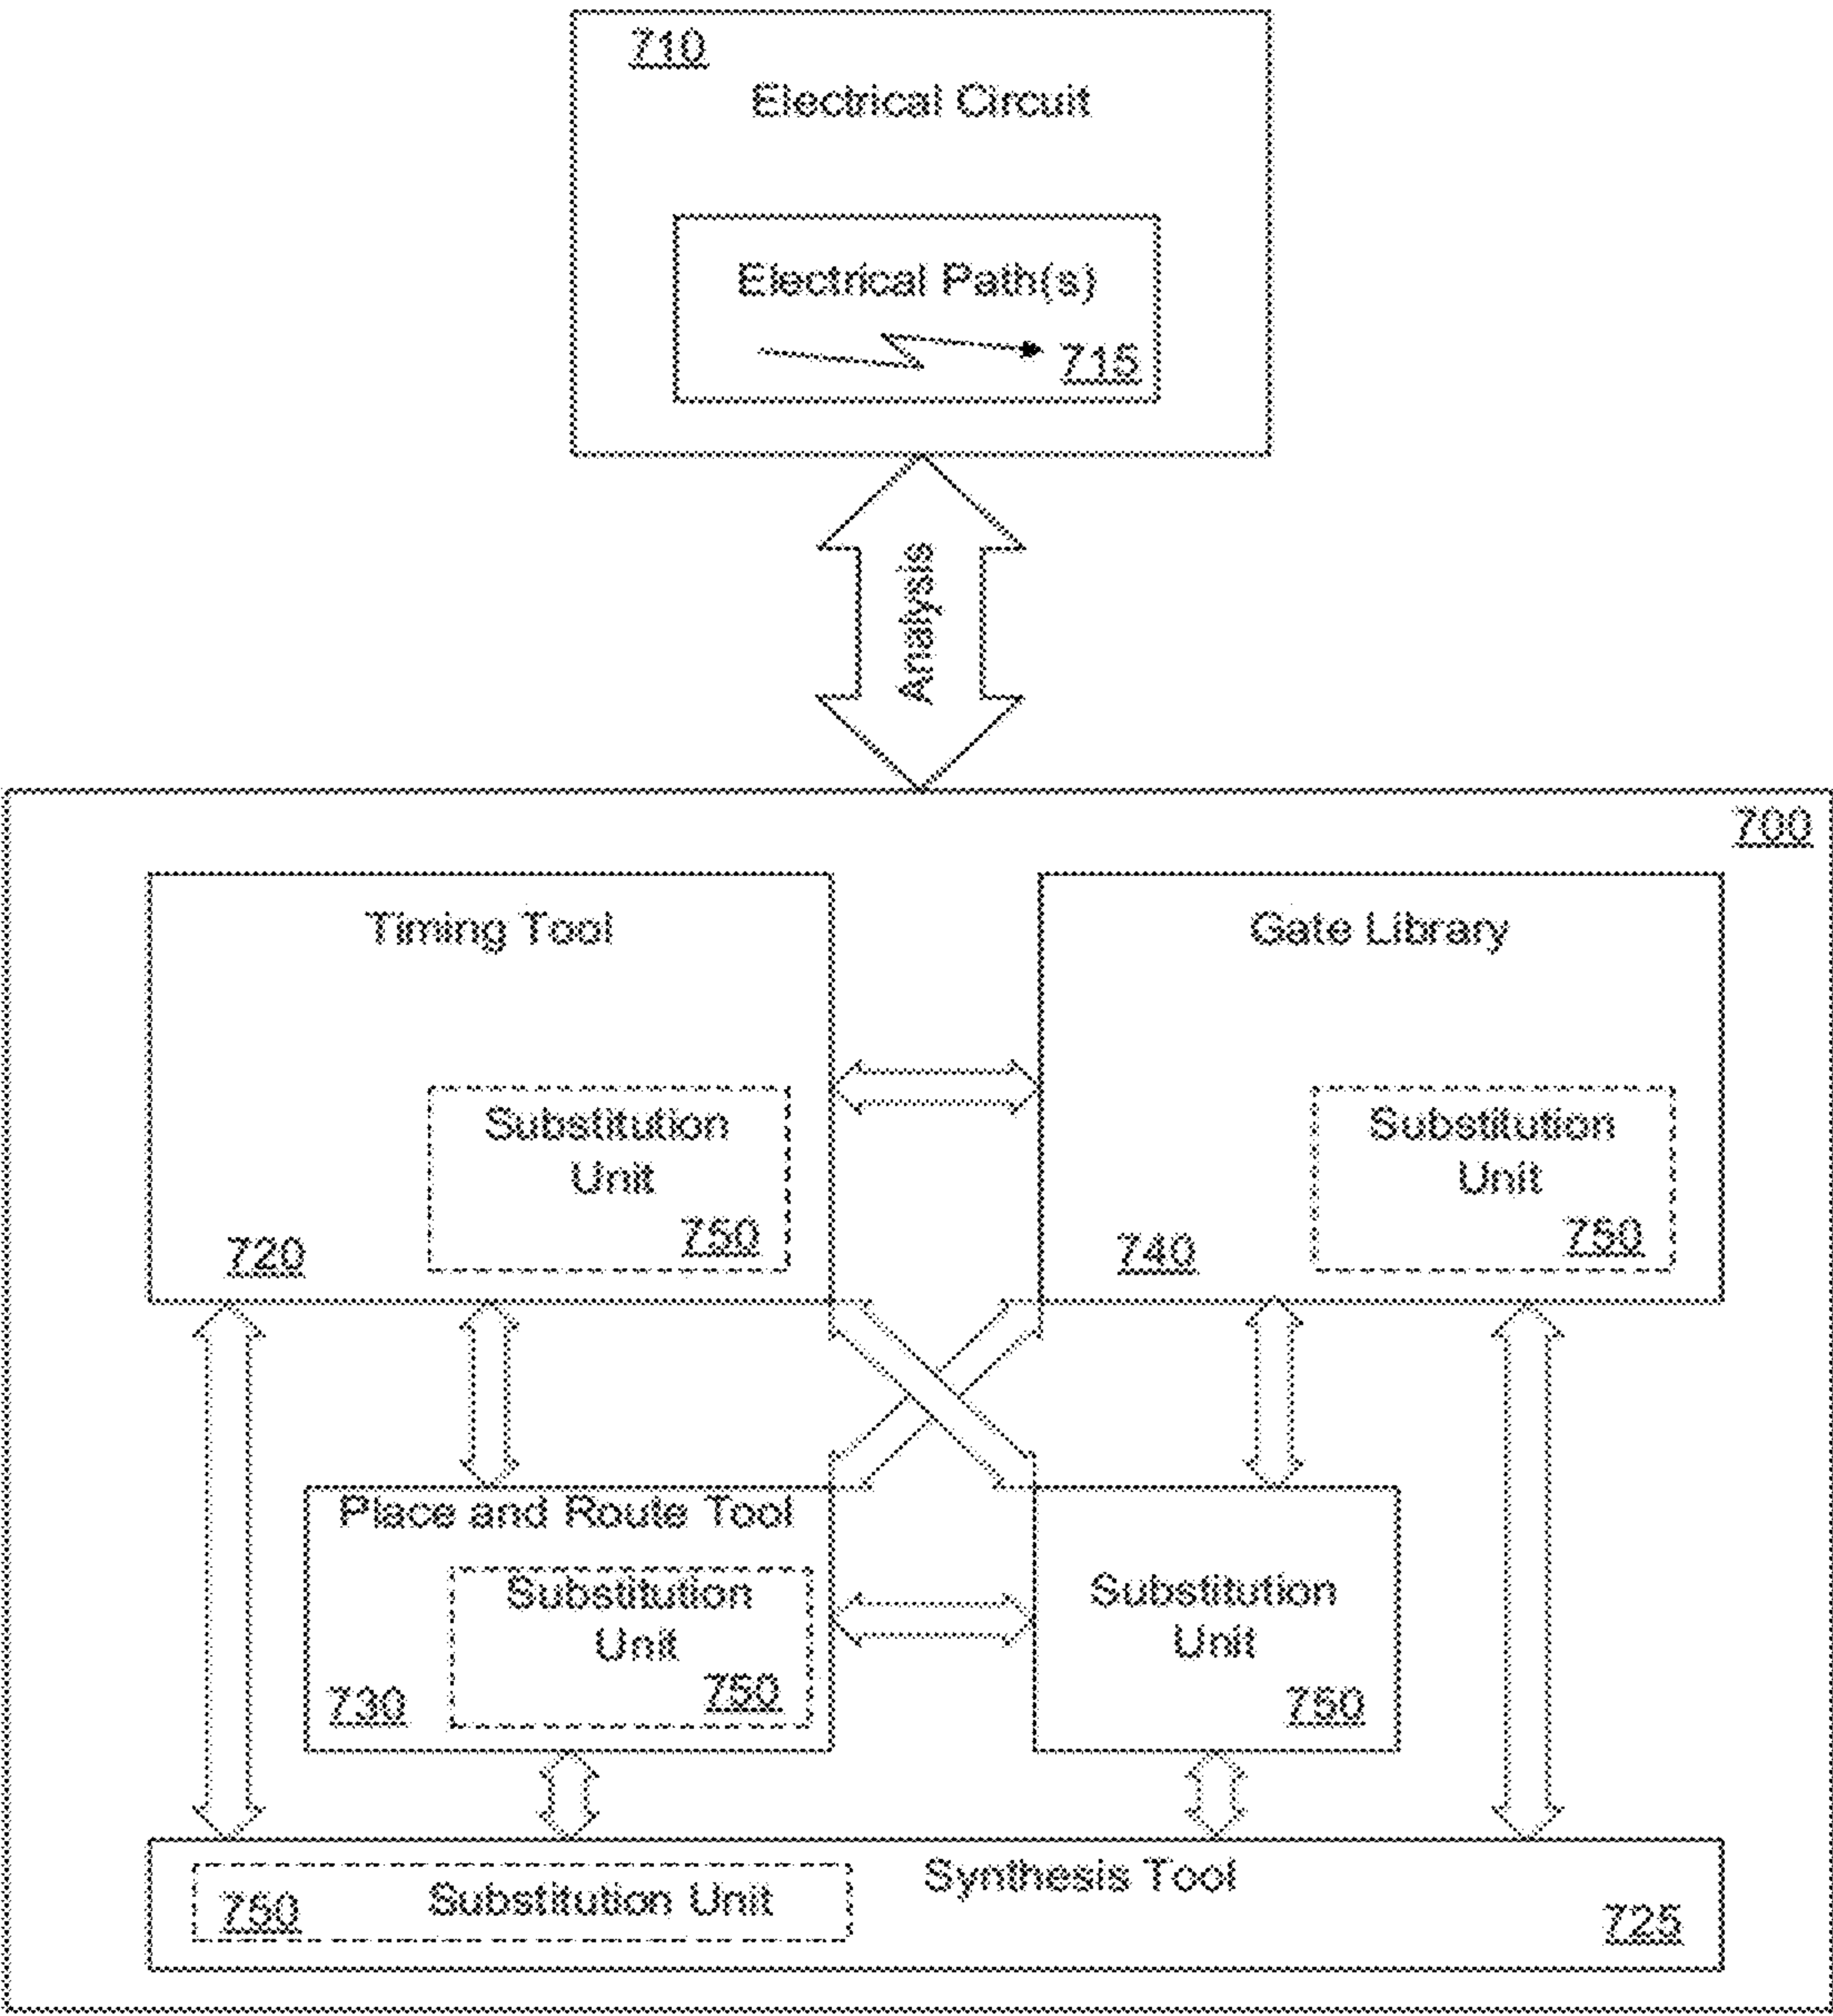 710
Electrical Circuit
Electrical Path(s)
715
Analysis
700
Timing Tool
Substitution
Unit
750
720
Gate Library
Substitution
Unit
750
740
Place and Route Tool
Substitution
Unit
750
730
Substitution
Unit
750
Synthesis Tool
750
Substitution Unit
725